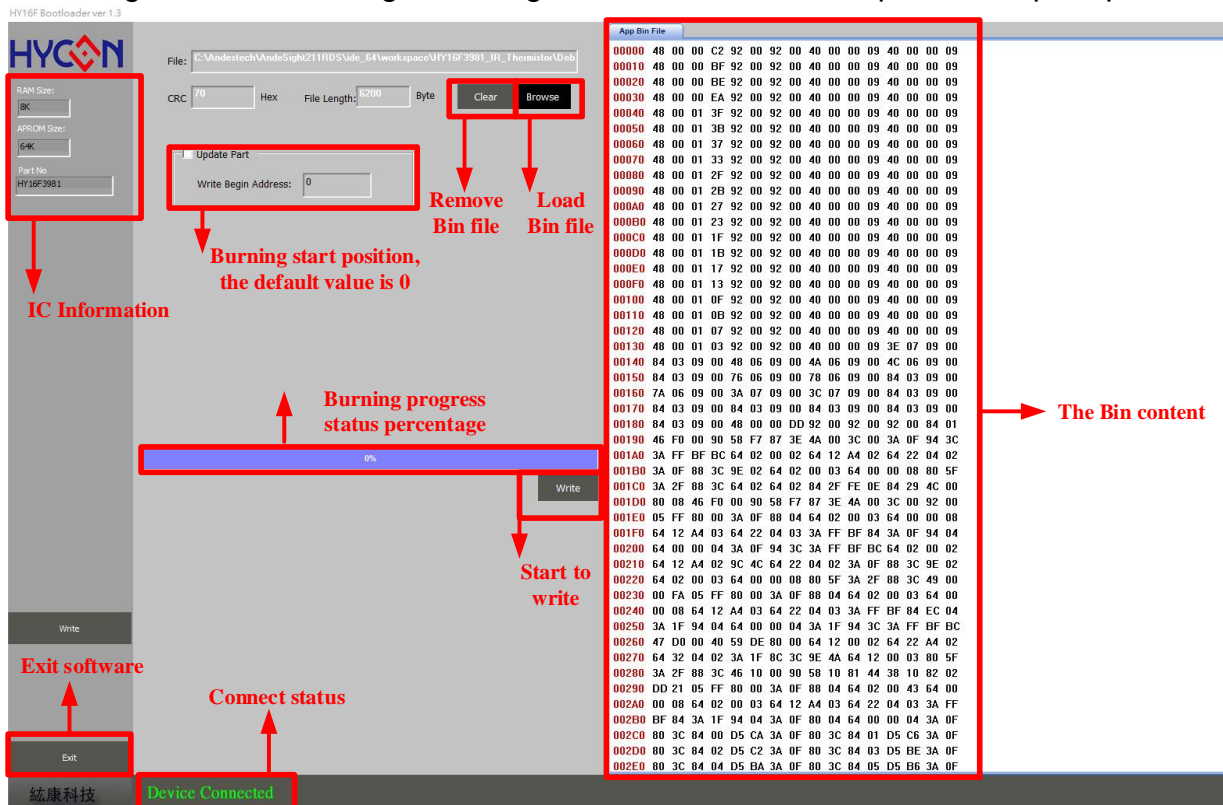 HY16F Bootloader ver 1.3
HYCON
RAM Size:
8K
APROM Size:
64K
Part No
HY16F3981
IC Information
File: C:\Andestech\AndeSight211RDS\ide_64\workspace\HY16F3981_IR_Thermistor\Deb
CRC 70 Hex File Length: 6200 Byte Clear Browse
Update Part
Write Begin Address: 0
Remove
Bin file
Load
Bin file
Burning start position,
the default value is 0
Burning progress
status percentage
0%
Write
Start to
write
Write
Exit software
Exit
Connect status
絃康科技
Device Connected
App Bin File
00000 48 00 00 C2 92 00 92 00 40 00 00 09 40 00 00 09
00010 48 00 00 BF 92 00 92 00 40 00 00 09 40 00 00 09
00020 48 00 00 BE 92 00 92 00 40 00 00 09 40 00 00 09
00030 48 00 00 EA 92 00 92 00 40 00 00 09 40 00 00 09
00040 48 00 01 3F 92 00 92 00 40 00 00 09 40 00 00 09
00050 48 00 01 3B 92 00 92 00 40 00 00 09 40 00 00 09
00060 48 00 01 37 92 00 92 00 40 00 00 09 40 00 00 09
00070 48 00 01 33 92 00 92 00 40 00 00 09 40 00 00 09
00080 48 00 01 2F 92 00 92 00 40 00 00 09 40 00 00 09
00090 48 00 01 2B 92 00 92 00 40 00 00 09 40 00 00 09
000A0 48 00 01 27 92 00 92 00 40 00 00 09 40 00 00 09
000B0 48 00 01 23 92 00 92 00 40 00 00 09 40 00 00 09
000C0 48 00 01 1F 92 00 92 00 40 00 00 09 40 00 00 09
000D0 48 00 01 1B 92 00 92 00 40 00 00 09 40 00 00 09
000E0 48 00 01 17 92 00 92 00 40 00 00 09 40 00 00 09
000F0 48 00 01 13 92 00 92 00 40 00 00 09 40 00 00 09
00100 48 00 01 0F 92 00 92 00 40 00 00 09 40 00 00 09
00110 48 00 01 0B 92 00 92 00 40 00 00 09 40 00 00 09
00120 48 00 01 07 92 00 92 00 40 00 00 09 40 00 00 09
00130 48 00 01 03 92 00 92 00 40 00 00 09 3E 07 09 00
00140 84 03 09 00 48 06 09 00 4A 06 09 00 4C 06 09 00
00150 84 03 09 00 76 06 09 00 78 06 09 00 84 03 09 00
00160 7A 06 09 00 3A 07 09 00 3C 07 09 00 84 03 09 00
00170 84 03 09 00 84 03 09 00 84 03 09 00 84 03 09 00
00180 84 03 09 00 48 00 00 DD 92 00 92 00 92 00 84 01
00190 46 F0 00 90 58 F7 87 3E 4A 00 3C 00 3A 0F 94 3C
001A0 3A FF BF BC 64 02 00 02 64 12 A4 02 64 22 04 02
001B0 3A 0F 88 3C 9E 02 64 02 00 03 64 00 00 08 80 5F
001C0 3A 2F 88 3C 64 02 64 02 84 2F FE 0E 84 29 4C 00
001D0 80 08 46 F0 00 90 58 F7 87 3E 4A 00 3C 00 92 00
001E0 05 FF 80 00 3A 0F 88 04 64 02 00 03 64 00 00 08
001F0 64 12 A4 03 64 22 04 03 3A FF BF 84 3A 0F 94 04
00200 64 00 00 04 3A 0F 94 3C 3A FF BF BC 64 02 00 02
00210 64 12 A4 02 9C 4C 64 22 04 02 3A 0F 88 3C 9E 02
00220 64 02 00 03 64 00 00 08 80 5F 3A 2F 88 3C 49 00
00230 00 FA 05 FF 80 00 3A 0F 88 04 64 02 00 03 64 00
00240 00 08 64 12 A4 03 64 22 04 03 3A FF BF 84 EC 04
00250 3A 1F 94 04 64 00 00 04 3A 1F 94 3C 3A FF BF BC
00260 47 D0 00 40 59 DE 80 00 64 12 00 02 64 22 A4 02
00270 64 32 04 02 3A 1F 8C 3C 9E 4A 64 12 00 03 80 5F
00280 3A 2F 88 3C 46 10 00 90 58 10 81 44 38 10 82 02
00290 DD 21 05 FF 80 00 3A 0F 88 04 64 02 00 43 64 00
002A0 00 08 64 02 00 03 64 12 A4 03 64 22 04 03 3A FF
002B0 BF 84 3A 1F 94 04 3A 0F 80 04 64 00 00 04 3A 0F
002C0 80 3C 84 00 D5 CA 3A 0F 80 3C 84 01 D5 C6 3A 0F
002D0 80 3C 84 02 D5 C2 3A 0F 80 3C 84 03 D5 BE 3A 0F
002E0 80 3C 84 04 D5 BA 3A 0F 80 3C 84 05 D5 B6 3A 0F
The Bin content